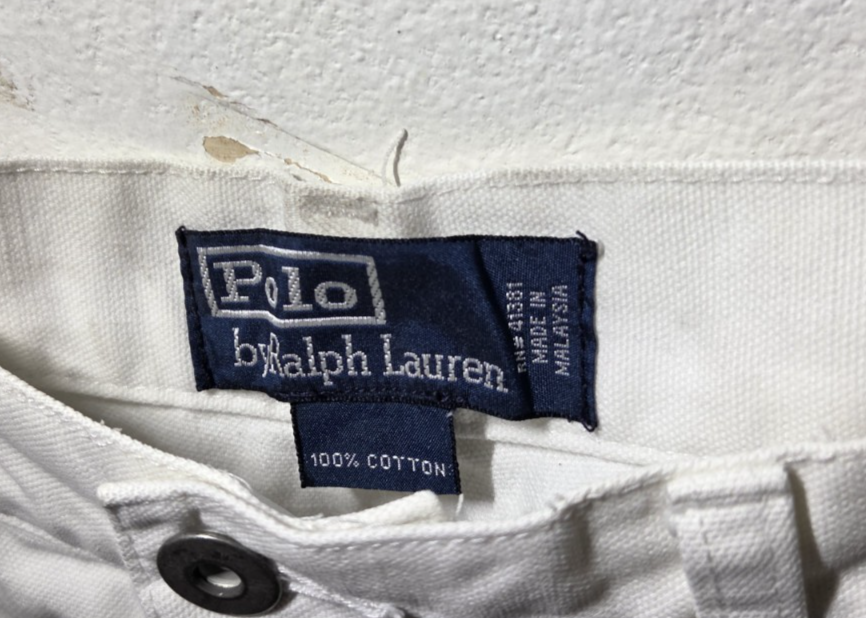 Polo
by Ralph Lauren
RN# 41381
MADE IN
MALAYSIA
100% COTTON